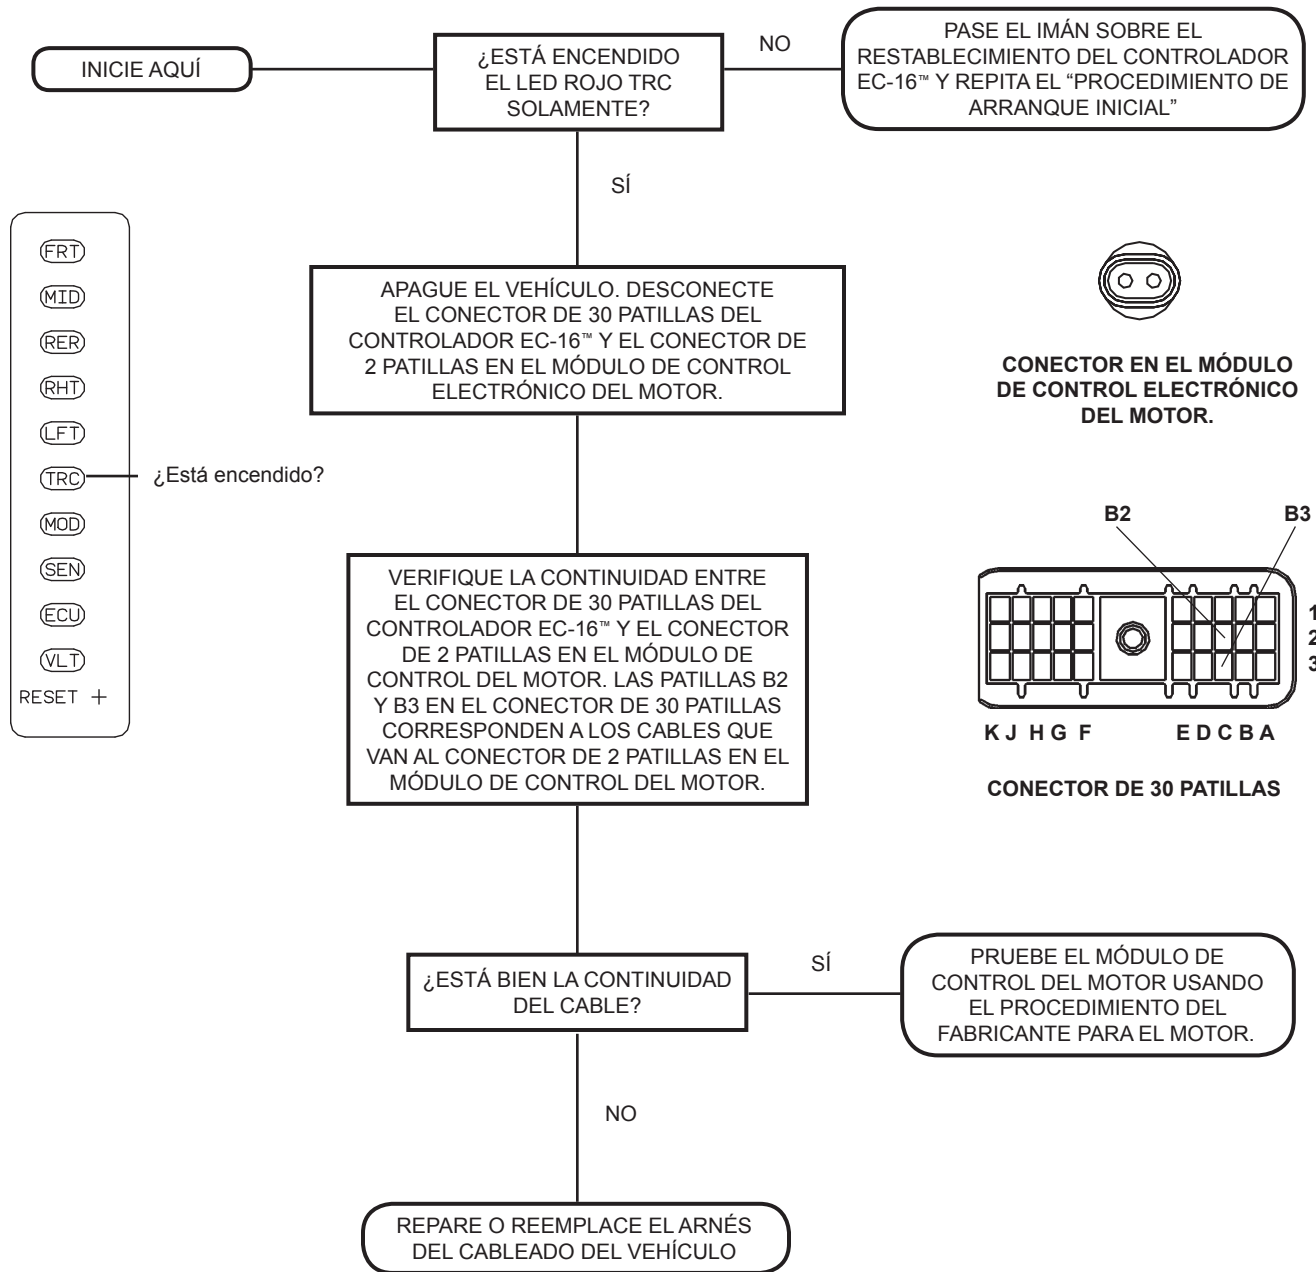 INICIE AQUÍ
¿ESTÁ ENCENDIDO
EL LED ROJO TRC
SOLAMENTE?
NO
PASE EL IMÁN SOBRE EL
RESTABLECIMIENTO DEL CONTROLADOR
EC-16™ Y REPITA EL “PROCEDIMIENTO DE
ARRANQUE INICIAL”
SÍ
FRT
MID
RER
RHT
LFT
TRC
MOD
SEN
ECU
VLT
RESET +
¿Está encendido?
APAGUE EL VEHÍCULO. DESCONECTE
EL CONECTOR DE 30 PATILLAS DEL
CONTROLADOR EC-16™ Y EL CONECTOR DE
2 PATILLAS EN EL MÓDULO DE CONTROL
ELECTRÓNICO DEL MOTOR.
CONECTOR EN EL MÓDULO
DE CONTROL ELECTRÓNICO
DEL MOTOR.
VERIFIQUE LA CONTINUIDAD ENTRE
EL CONECTOR DE 30 PATILLAS DEL
CONTROLADOR EC-16™ Y EL CONECTOR
DE 2 PATILLAS EN EL MÓDULO DE
CONTROL DEL MOTOR. LAS PATILLAS B2
Y B3 EN EL CONECTOR DE 30 PATILLAS
CORRESPONDEN A LOS CABLES QUE
VAN AL CONECTOR DE 2 PATILLAS EN EL
MÓDULO DE CONTROL DEL MOTOR.
B2 B3
1
2
3
K J H G F E D C B A
CONECTOR DE 30 PATILLAS
¿ESTÁ BIEN LA CONTINUIDAD
DEL CABLE?
SÍ
PRUEBE EL MÓDULO DE
CONTROL DEL MOTOR USANDO
EL PROCEDIMIENTO DEL
FABRICANTE PARA EL MOTOR.
NO
REPARE O REEMPLACE EL ARNÉS
DEL CABLEADO DEL VEHÍCULO